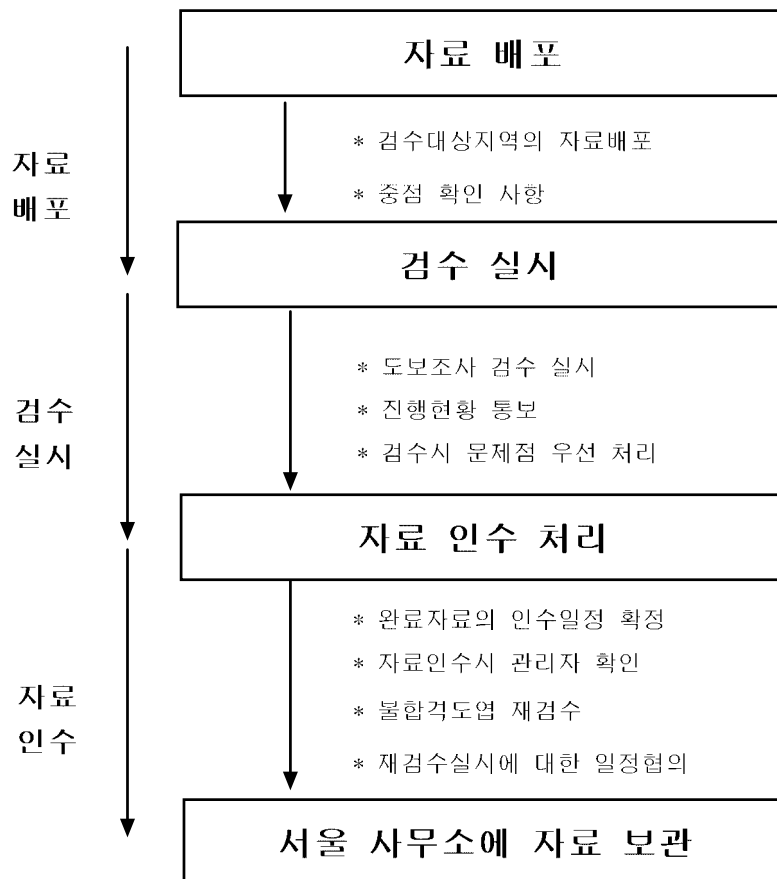 자료 배포
* 검수대상지역의 자료배포
* 중점 확인 사항
자료
배포
검수 실시
* 도보조사 검수 실시
* 진행현황 통보
* 검수시 문제점 우선 처리
검수
실시
자료 인수 처리
* 완료자료의 인수일정 확정
* 자료인수시 관리자 확인
* 불합격도엽 재검수
* 재검수실시에 대한 일정협의
자료
인수
서울 사무소에 자료 보관